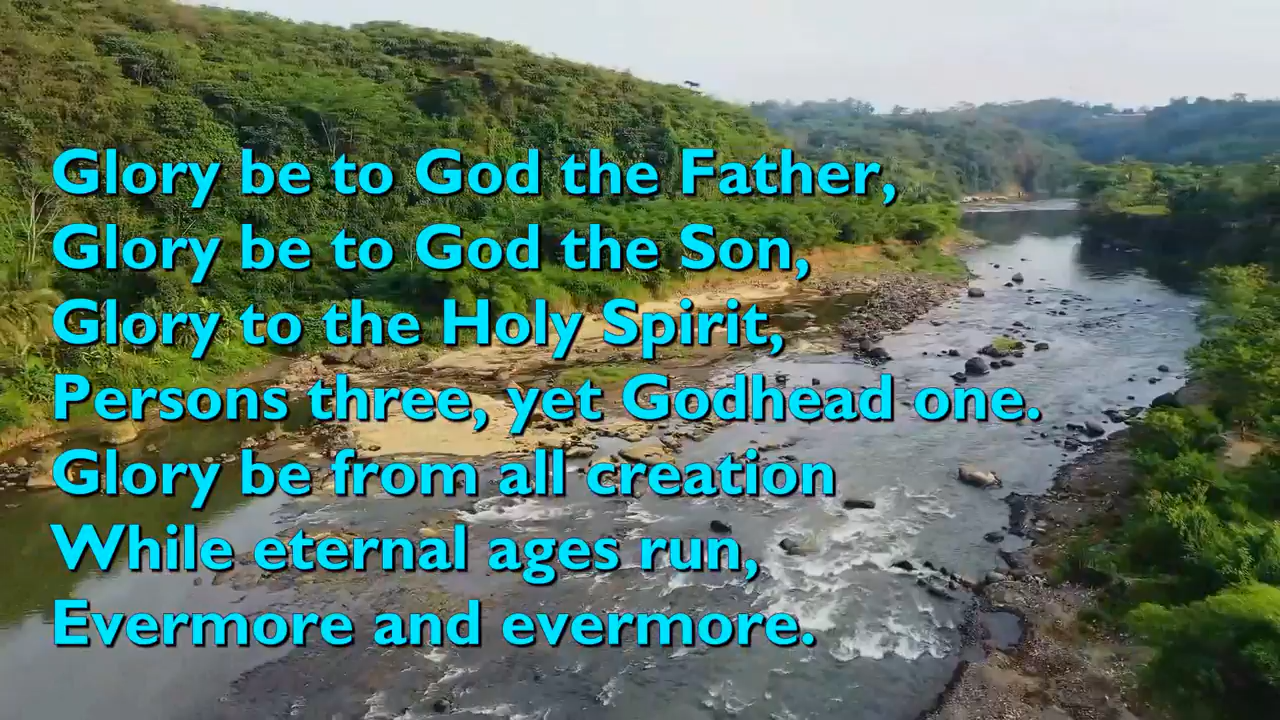 Glory be to God the Father,
Glory be to God the Son,
Glory to the Holy Spirit,
Persons three, yet Godhead one.
Glory be from all creation
While eternal ages run,
Evermore and evermore.